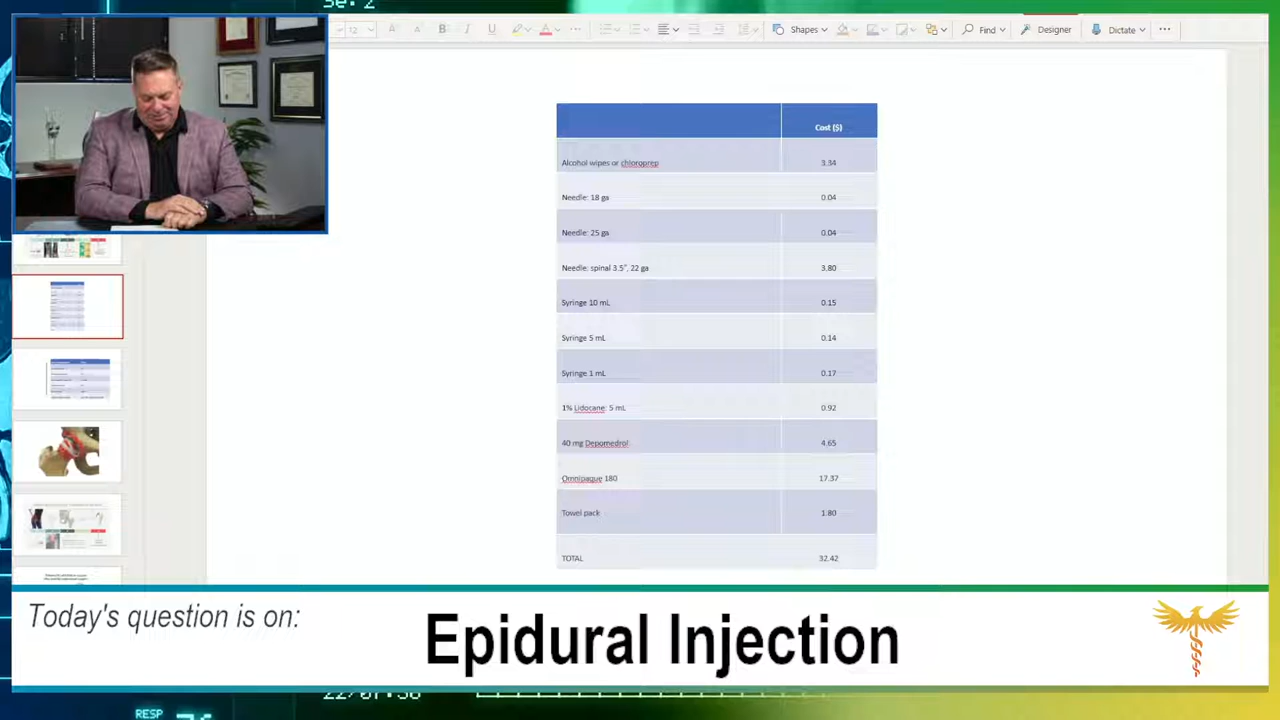 12
B
I
U
Shapes
Find
Designer
Dictate
Cost ($)
Alcohol wipes or chloroprep 3.34
Needle: 18 ga 0.04
Needle: 25 ga 0.04
Needle: spinal 3.5", 22 ga 3.80
Syringe 10 mL 0.15
Syringe 5 mL 0.14
Syringe 1 mL 0.17
1% Lidocane: 5 mL 0.92
40 mg Depomedrol 4.65
Omnipaque 180 17.37
Towel pack 1.80
TOTAL 32.42
Today's question is on:
Epidural Injection
RESP